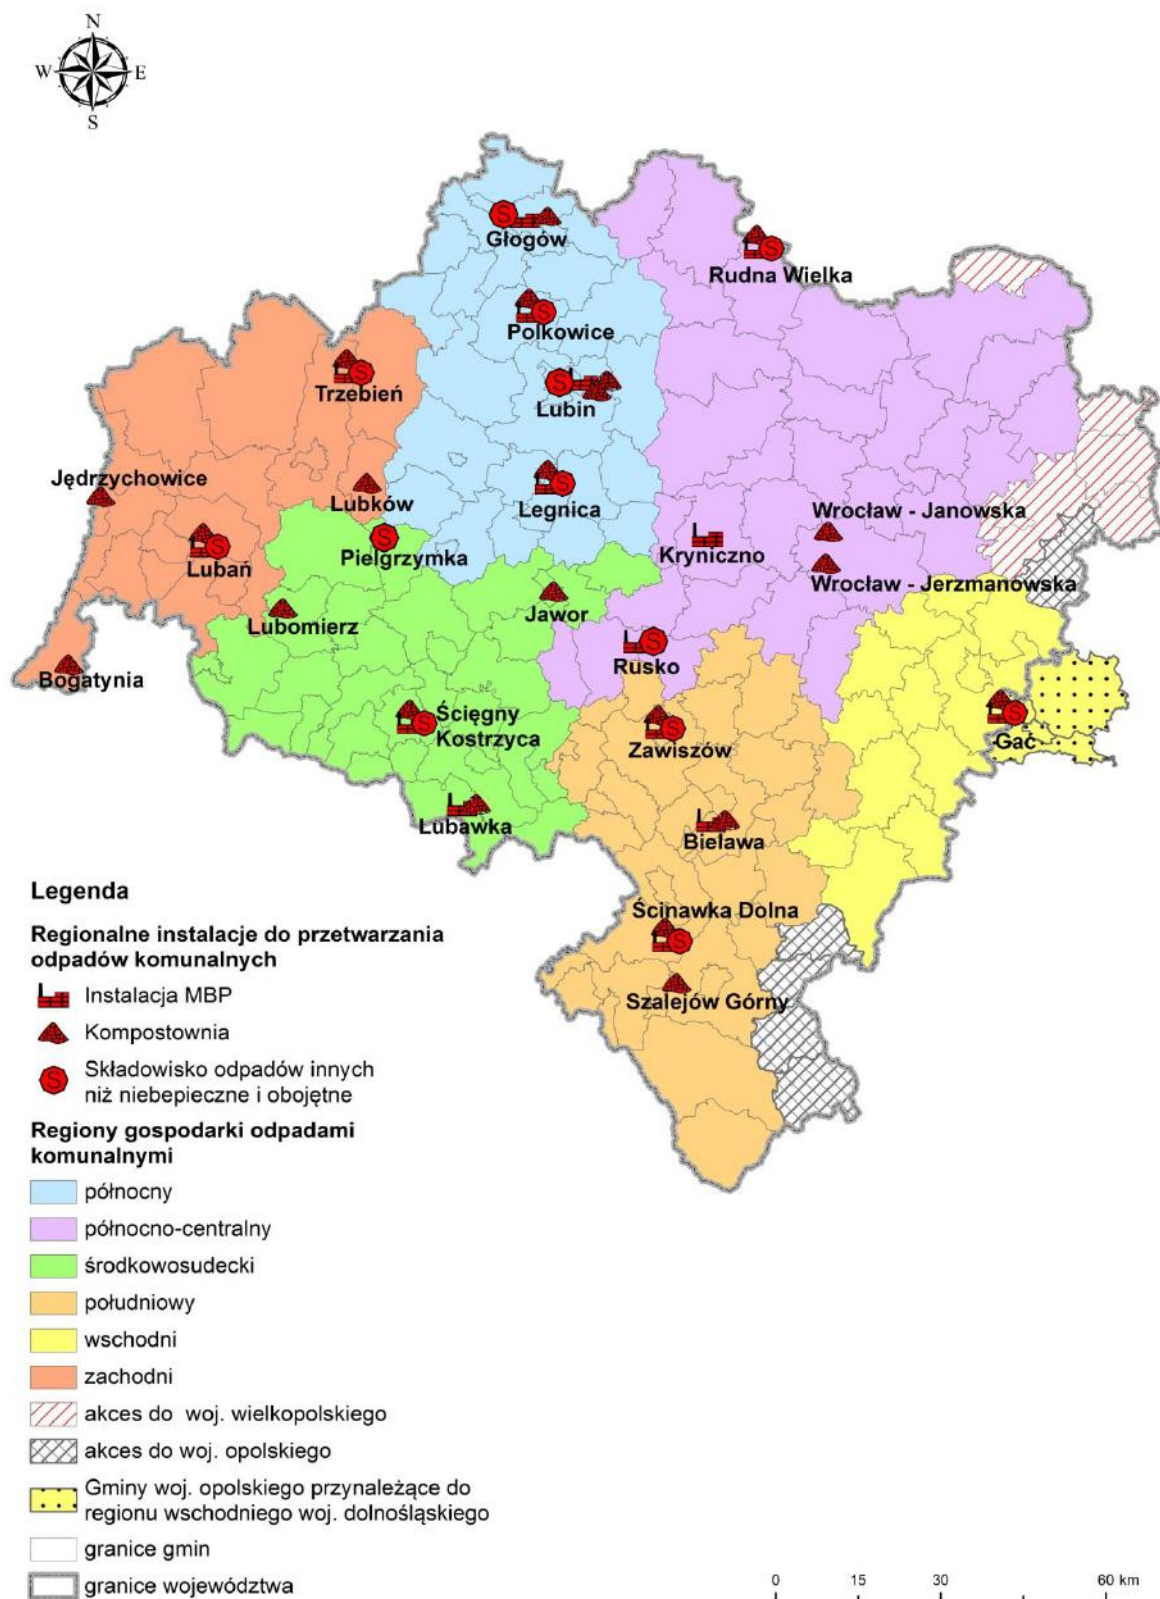 N
W E
S
Głogów
Rudna Wielka
Polkowice
Trzebień
Lubin
Jędrzychowice
Lubków
Legnica
Wrocław - Janowska
Pielgrzymka
Kryniczno
Lubań
Wrocław - Jerzmanowska
Lubomierz
Jawor
Rusko
Bogatynia
Ścięgny
Kostrzyca
Zawiszów
Gać
Lubawka
Bielawa
Ścinawka Dolna
Szalejów Górny
Legenda
Regionalne instalacje do przetwarzania
odpadów komunalnych
Instalacja MBP
Kompostownia
S Składowisko odpadów innych
niż niebepieczne i obojętne
Regiony gospodarki odpadami
komunalnymi
północny
północno-centralny
środkowosudecki
południowy
wschodni
zachodni
akces do woj. wielkopolskiego
akces do woj. opolskiego
Gminy woj. opolskiego przynależące do
regionu wschodniego woj. dolnośląskiego
granice gmin
granice województwa
0 15 30 60 km